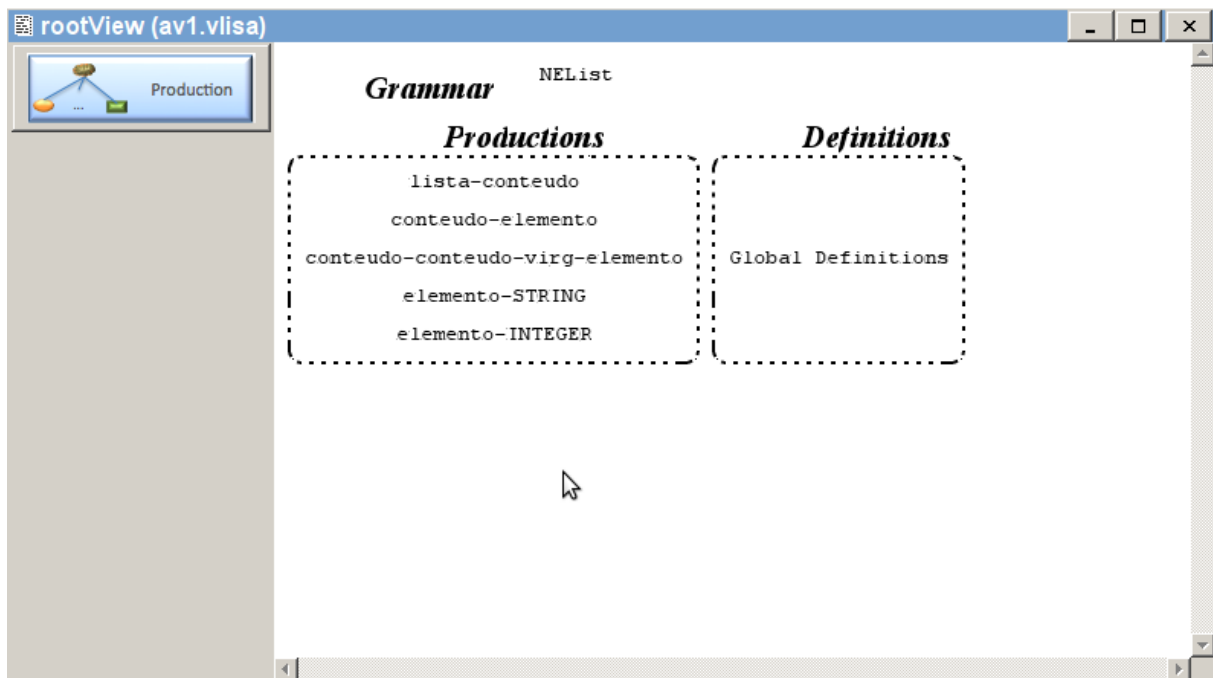 rootView (av1.vlisa)
Production
...
Grammar NEList
Productions Definitions
lista-conteudo
conteudo-elemento
conteudo-conteudo-virg-elemento Global Definitions
elemento-STRING
elemento-INTEGER